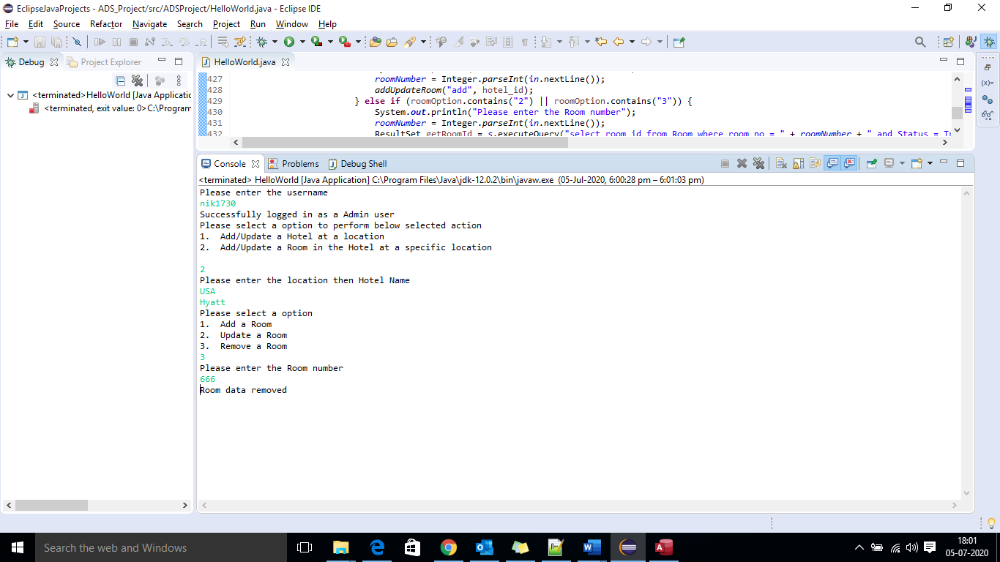 EclipseJavaProjects - ADS_Project/src/ADSProject/HelloWorld.java - Eclipse IDE
File Edit Source Refactor Navigate Search Project Run Window Help
Debug Project Explorer
<terminated>HelloWorld [Java Applicatio
<terminated, exit value: 0>C:\Program
HelloWorld.java
427 roomNumber = Integer.parseInt(in.nextLine());
428 addUpdateRoom("add", hotel_id);
429 } else if (roomOption.contains("2") || roomOption.contains("3")) {
430 System.out.println("Please enter the Room number");
431 roomNumber = Integer.parseInt(in.nextLine());
432 ResultSet getRoomId = s.executeQuery("select room_id from Room where room_no = " + roomNumber + " and Status = Tr
Console Problems Debug Shell
<terminated> HelloWorld [Java Application] C:\Program Files\Java\jdk-12.0.2\bin\javaw.exe (05-Jul-2020, 6:00:28 pm – 6:01:03 pm)
Please enter the username
nik1730
Successfully logged in as a Admin user
Please select a option to perform below selected action
1. Add/Update a Hotel at a location
2. Add/Update a Room in the Hotel at a specific location
2
Please enter the location then Hotel Name
USA
Hyatt
Please select a option
1. Add a Room
2. Update a Room
3. Remove a Room
3
Please enter the Room number
666
Room data removed
Search the web and Windows
18:01
05-07-2020